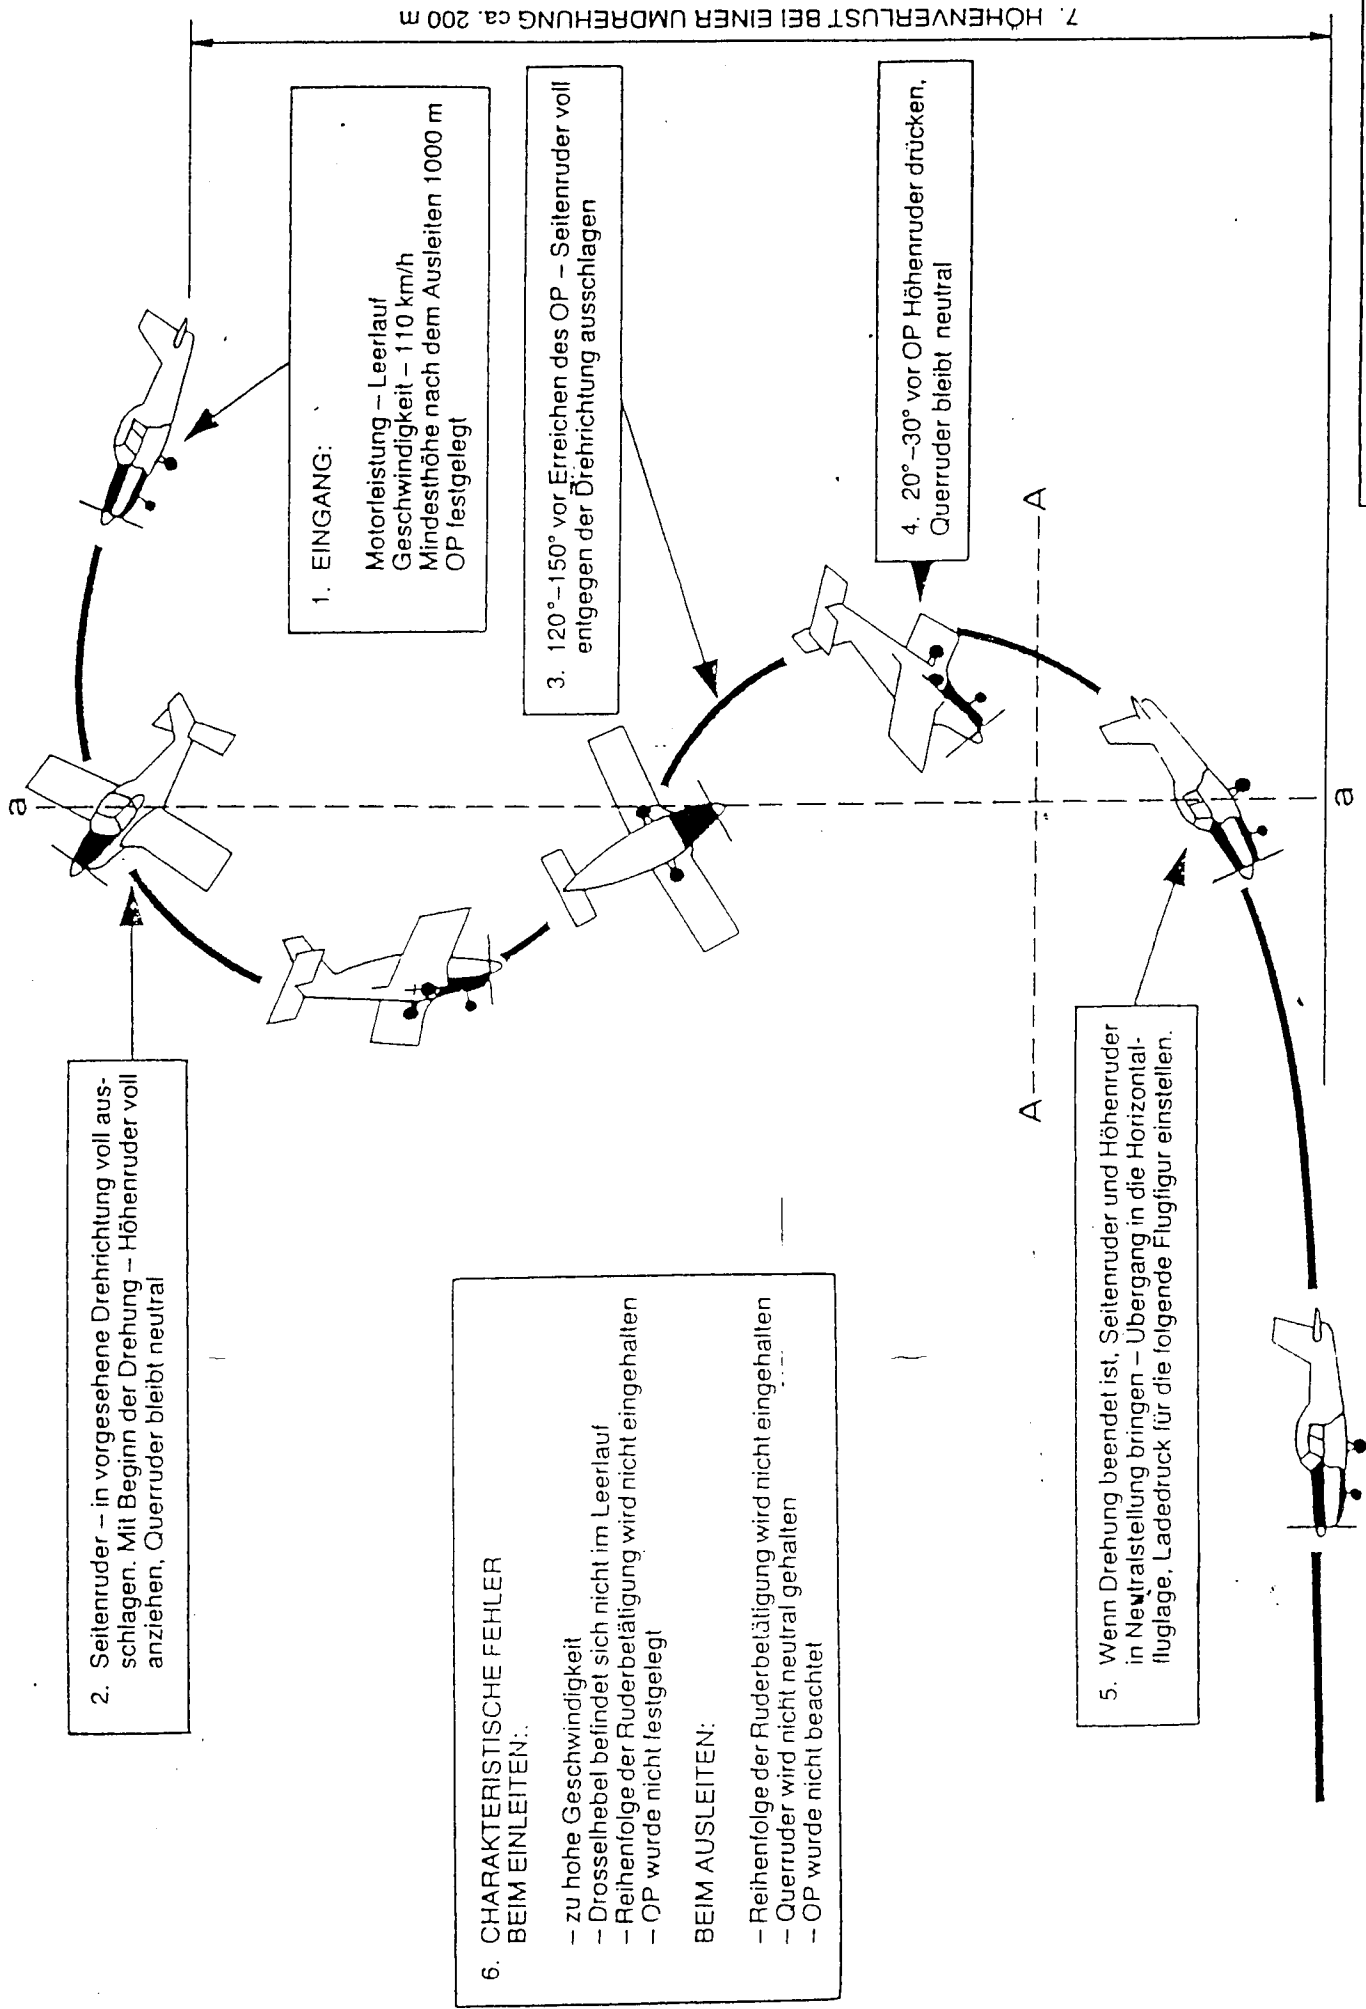 7. HÖHENVERLUST BEI EINER UMDREHUNG ca. 200 m
1. EINGANG:
Motorleistung – Leerlauf
Geschwindigkeit – 110 km/h
Mindesthöhe nach dem Ausleiten 1000 m
OP festgelegt
2. Seitenruder – in vorgesehene Drehrichtung voll aus-
schlagen. Mit Beginn der Drehung – Höhenruder voll
anziehen, Querruder bleibt neutral
3. 120°–150° vor Erreichen des OP – Seitenruder voll
entgegen der Drehrichtung ausschlagen
4. 20°–30° vor OP Höhenruder drücken,
Querruder bleibt neutral
5. Wenn Drehung beendet ist, Seitenruder und Höhenruder
in Neutralstellung bringen – Übergang in die Horizontal-
fluglage, Ladedruck für die folgende Flugfigur einstellen.
6. CHARAKTERISTISCHE FEHLER
BEIM EINLEITEN:
– zu hohe Geschwindigkeit
– Drosselhebel befindet sich nicht im Leerlauf
– Reihenfolge der Ruderbetätigung wird nicht eingehalten
– OP wurde nicht festgelegt
BEIM AUSLEITEN:
– Reihenfolge der Ruderbetätigung wird nicht eingehalten
– Querruder wird nicht neutral gehalten
– OP wurde nicht beachtet
a
a
A
A